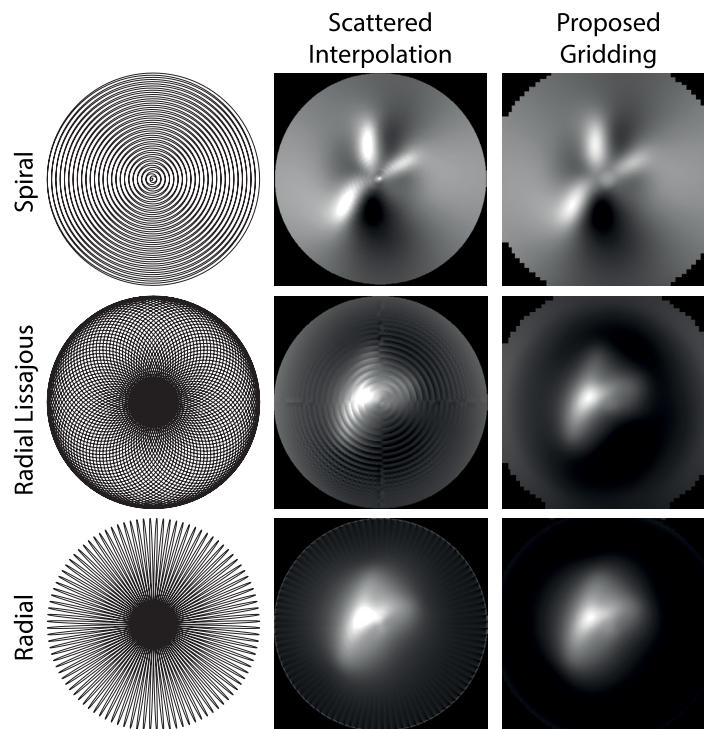 Scattered
Interpolation
Proposed
Gridding
Spiral
Radial Lissajous
Radial